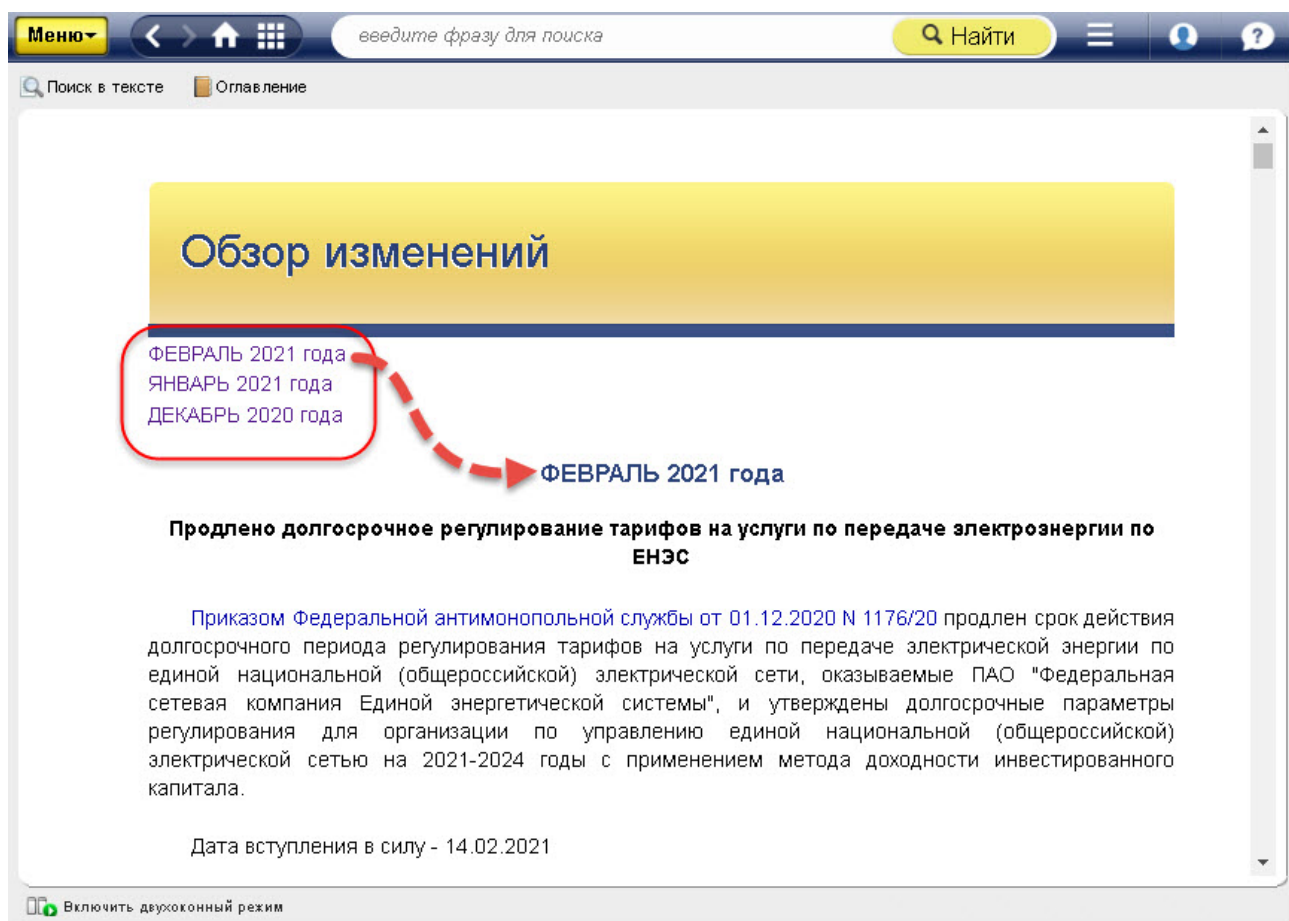 Меню
введите фразу для поиска
Найти
?
Поиск в тексте Оглавление
Обзор изменений
ФЕВРАЛЬ 2021 года
ЯНВАРЬ 2021 года
ДЕКАБРЬ 2020 года
ФЕВРАЛЬ 2021 года
Продлено долгосрочное регулирование тарифов на услуги по передаче электроэнергии по
ЕНЭС
Приказом Федеральной антимонопольной службы от 01.12.2020 N 1176/20 продлен срок действия
долгосрочного периода регулирования тарифов на услуги по передаче электрической энергии по
единой национальной (общероссийской) электрической сети, оказываемые ПАО "Федеральная
сетевая компания Единой энергетической системы", и утверждены долгосрочные параметры
регулирования для организации по управлению единой национальной (общероссийской)
электрической сетью на 2021-2024 годы с применением метода доходности инвестированного
капитала.
Дата вступления в силу - 14.02.2021
Включить двухоконный режим